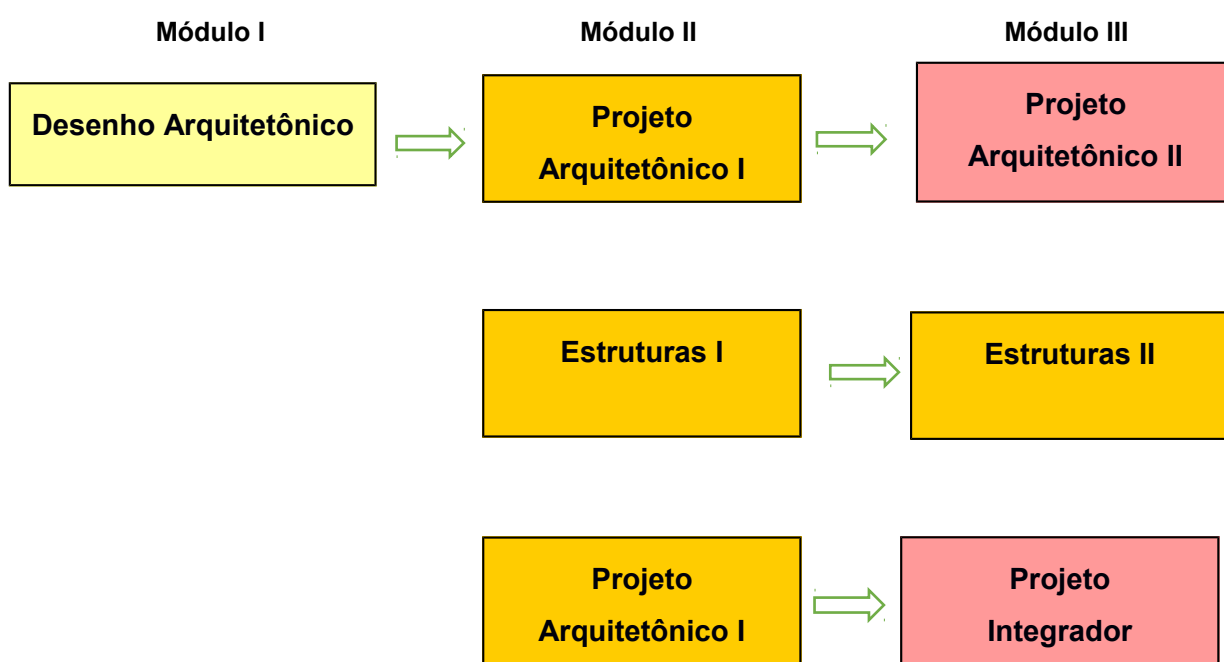 Módulo I
Módulo II
Módulo III
Desenho Arquitetônico
Projeto
Arquitetônico I
Projeto
Arquitetônico II
Estruturas I
Estruturas II
Projeto
Arquitetônico I
Projeto
Integrador